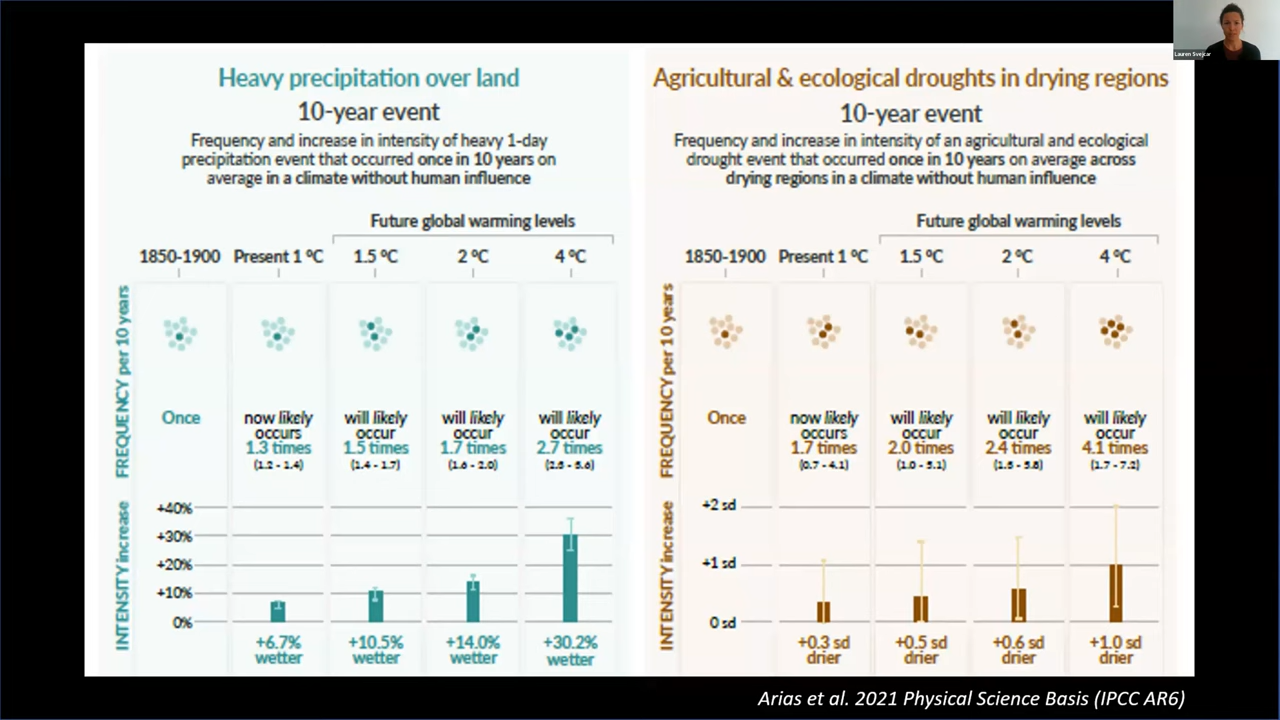 Lauren Svejcar
Heavy precipitation over land
10-year event
Frequency and increase in intensity of heavy 1-day
precipitation event that occurred once in 10 years on
average in a climate without human influence
Future global warming levels
1850-1900 Present 1 °C 1.5 °C 2 °C 4 °C
FREQUENCY per 10 years
Once
now likely
occurs
1.3 times
(1.2 - 1.4)
will likely
occur
1.5 times
(1.4 - 1.7)
will likely
occur
1.7 times
(1.6 - 2.0)
will likely
occur
2.7 times
(2.3 - 3.6)
INTENSITY increase
+40%
+30%
+20%
+10%
0%
+6.7%
wetter
+10.5%
wetter
+14.0%
wetter
+30.2%
wetter
Agricultural & ecological droughts in drying regions
10-year event
Frequency and increase in intensity of an agricultural and ecological
drought event that occurred once in 10 years on average across
drying regions in a climate without human influence
Future global warming levels
1850-1900 Present 1 °C 1.5 °C 2 °C 4 °C
FREQUENCY per 10 years
Once
now likely
occurs
1.7 times
(0.7 - 4.1)
will likely
occur
2.0 times
(1.0 - 5.1)
will likely
occur
2.4 times
(1.3 - 5.8)
will likely
occur
4.1 times
(1.7 - 7.2)
INTENSITY increase
+2 sd
+1 sd
0 sd
+0.3 sd
drier
+0.5 sd
drier
+0.6 sd
drier
+1.0 sd
drier
Arias et al. 2021 Physical Science Basis (IPCC AR6)